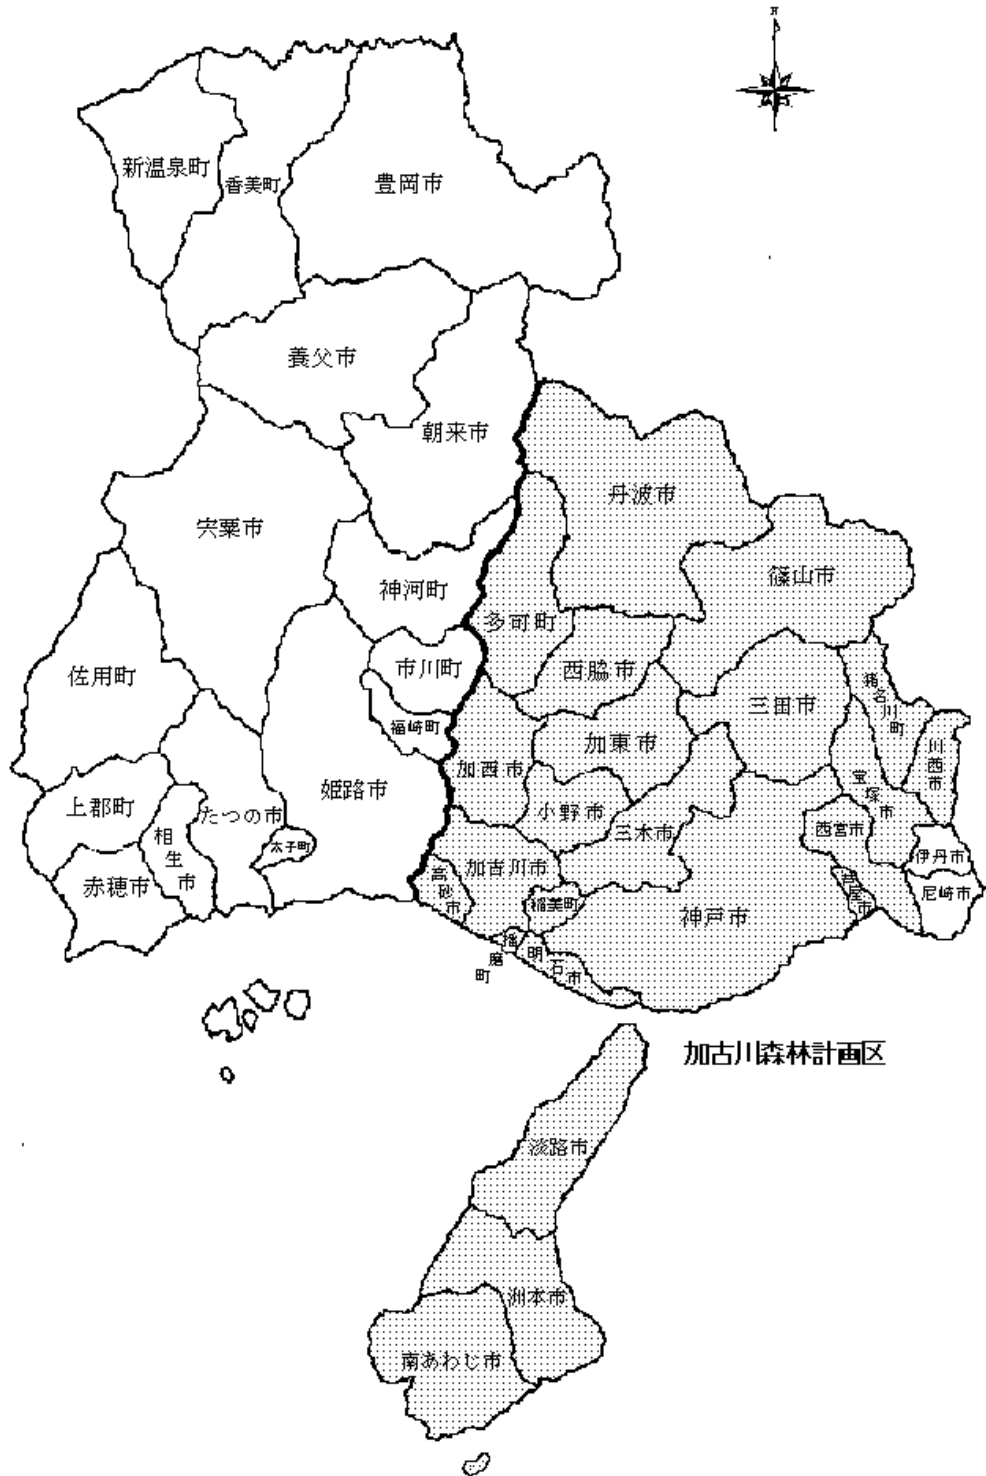 N
新温泉町
香美町
豊岡市
養父市
朝来市
丹波市
宍粟市
篠山市
神河町
多可町
市川町
西脇市
佐用町
三田市
猪名川町
福崎町
加東市
川西市
加西市
姫路市
宝塚市
上郡町
たつの市
小野市
三木市
西宮市
相生市
太子町
伊丹市
加古川市
赤穂市
高砂市
芦屋市
尼崎市
稲美町
神戸市
播磨町
明石市
加古川森林計画区
淡路市
洲本市
南あわじ市